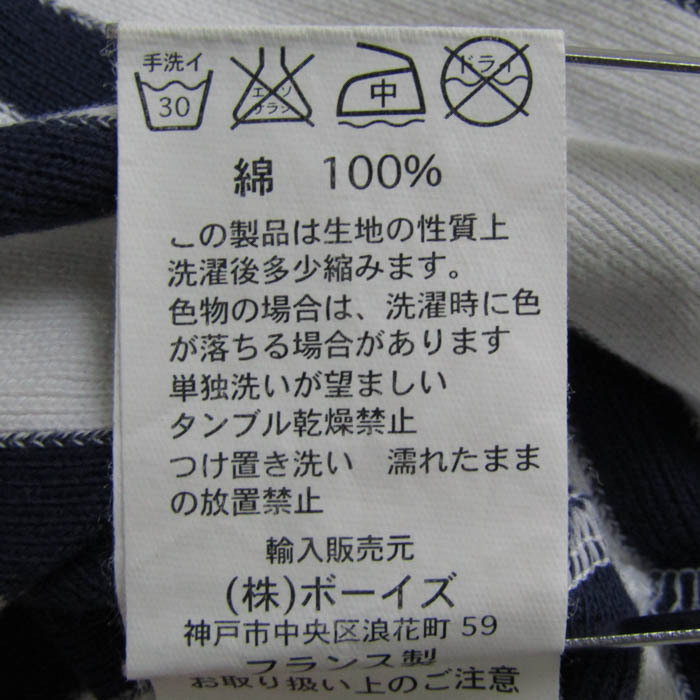 手洗イ
30
エンソ
サラシ
中
ドライ
綿 100%
この製品は生地の性質上
洗濯後多少縮みます。
色物の場合は、洗濯時に色
が落ちる場合があります
単独洗いが望ましい
タンブル乾燥禁止
つけ置き洗い 濡れたまま
の放置禁止
輸入販売元
(株)ボーイズ
神戸市中央区浪花町 59
フランス製
お取り扱い上のご注意